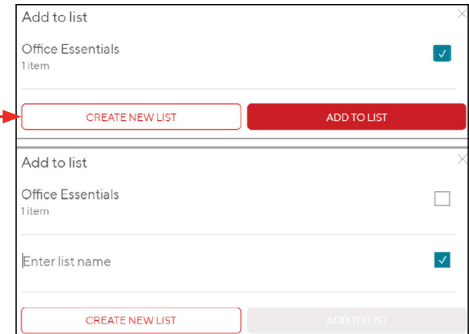 Add to list
Office Essentials
1 item
CREATE NEW LIST
ADD TO LIST
Add to list
Office Essentials
1 item
Enter list name
CREATE NEW LIST
ADD TO LIST